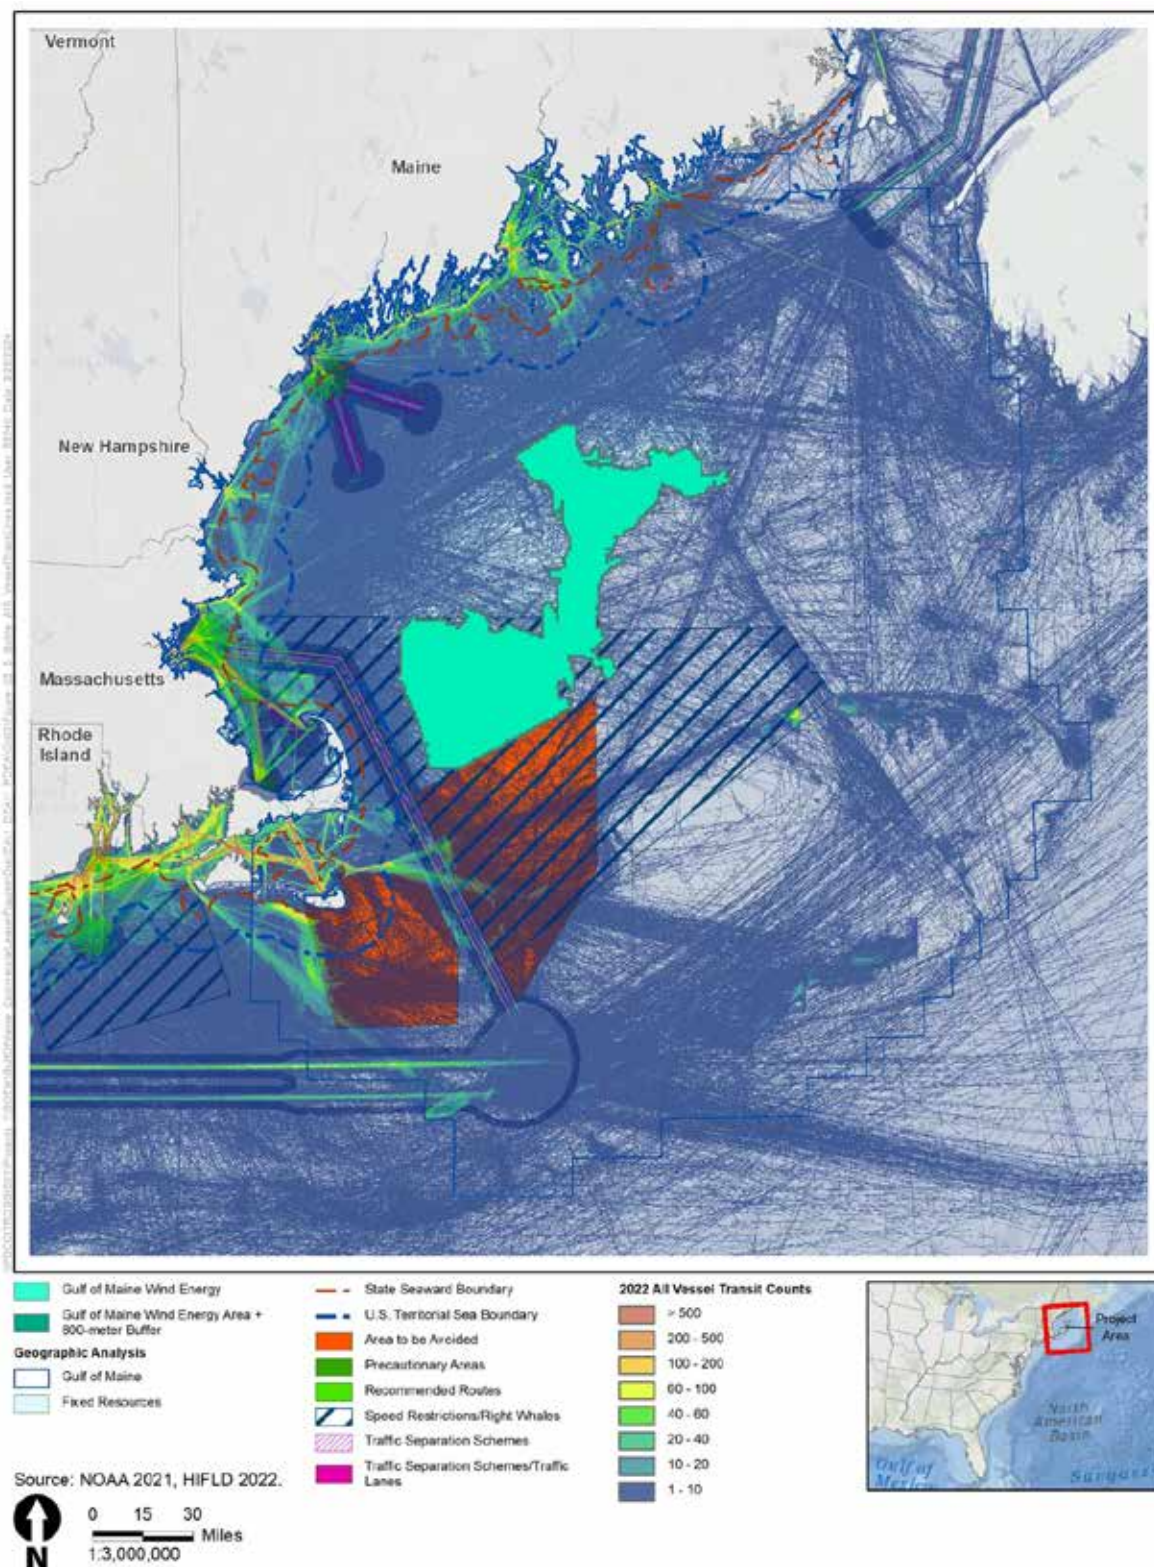 Vermont
Maine
New Hampshire
Massachusetts
Rhode
Island
Gulf of Maine Wind Energy
Gulf of Maine Wind Energy Area +
800-meter Buffer
Geographic Analysis
Gulf of Maine
Fixed Resources
State Seaward Boundary
U.S. Territorial Sea Boundary
Area to be Avoided
Precautionary Areas
Recommended Routes
Speed Restrictions/Right Whales
Traffic Separation Schemes
Traffic Separation Schemes/Traffic
Lanes
2022 All Vessel Transit Counts
> 500
200 - 500
100 - 200
60 - 100
40 - 60
20 - 40
10 - 20
1 - 10
Project
Area
North
American
Basin
Gulf of
Mexico
Source: NOAA 2021, HIFLD 2022.
N
0 15 30
Miles
1:3,000,000